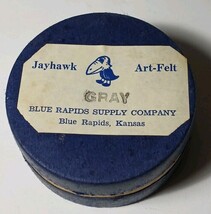 Jayhawk Art-Felt
GRAY
BLUE RAPIDS SUPPLY COMPANY
Blue Rapids, Kansas